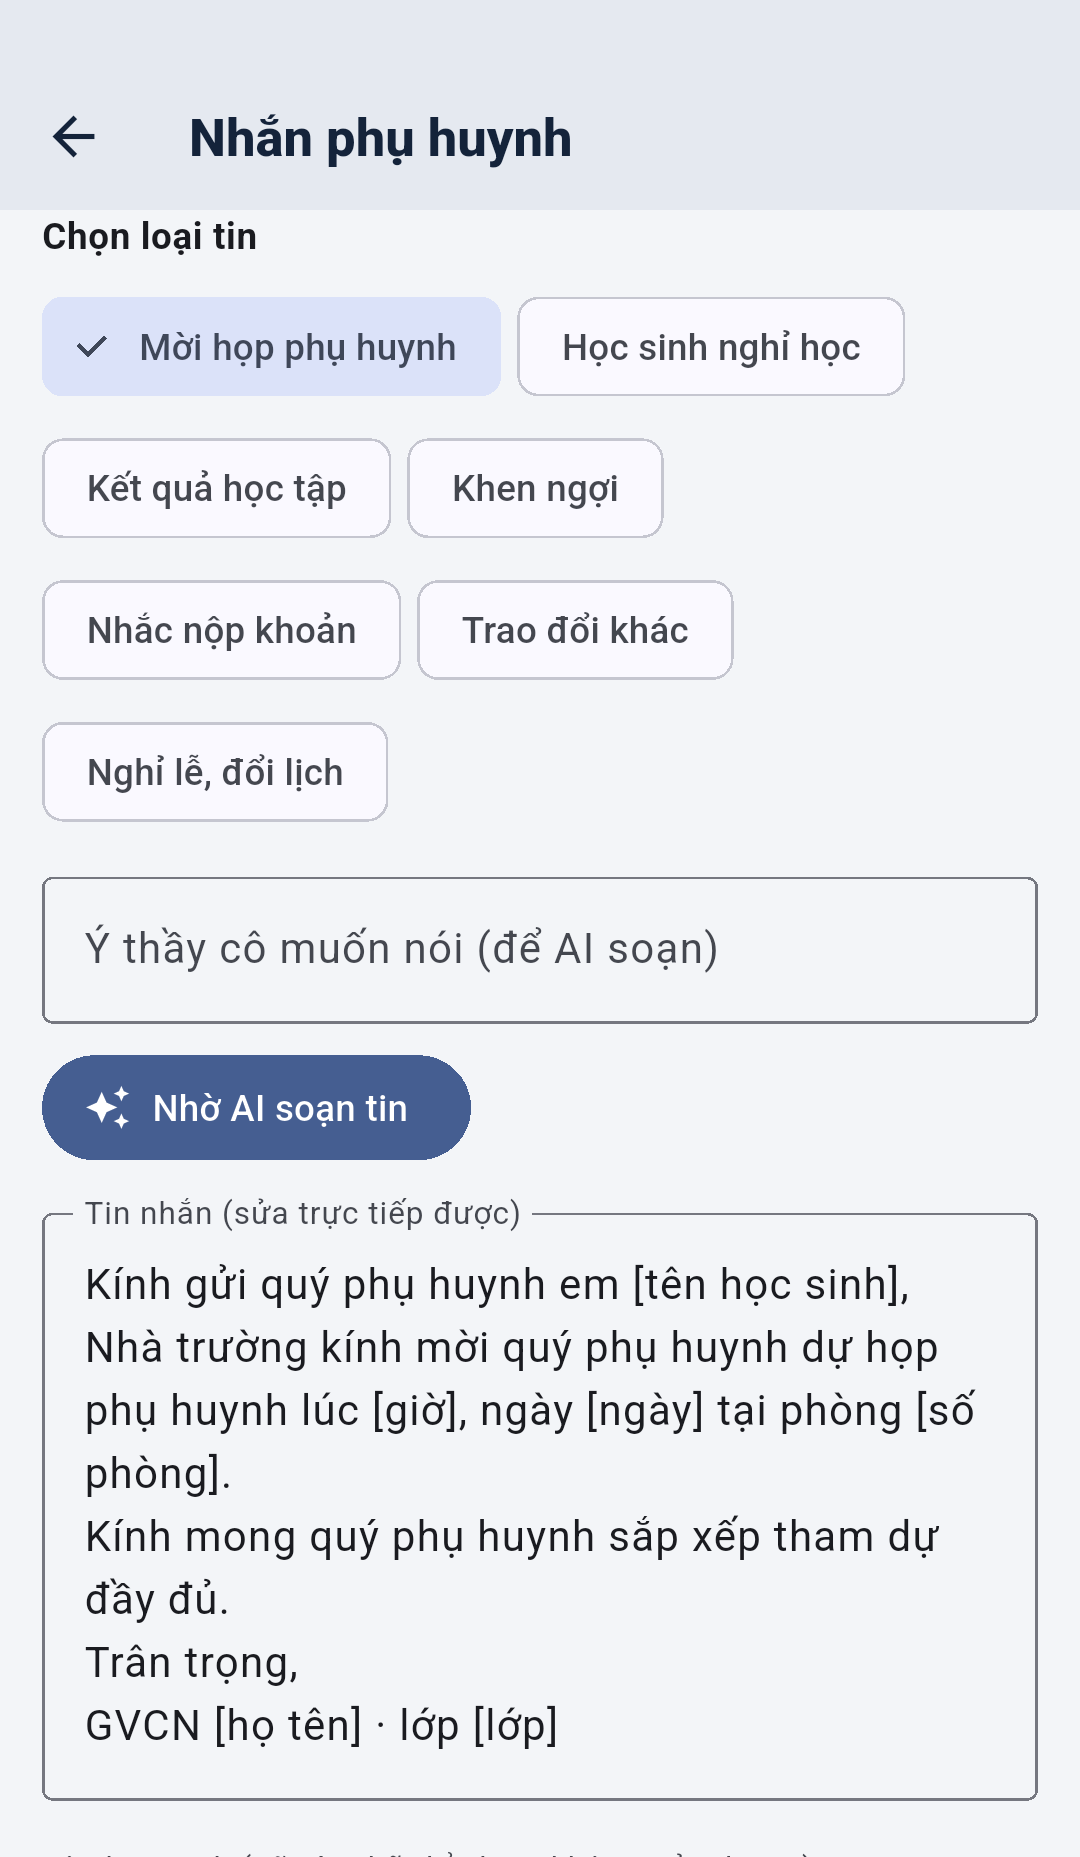 Nhắn phụ huynh
Chọn loại tin
Mời họp phụ huynh
Học sinh nghỉ học
Kết quả học tập
Khen ngợi
Nhắc nộp khoản
Trao đổi khác
Nghỉ lễ, đổi lịch
Ý thầy cô muốn nói (để AI soạn)
Nhờ AI soạn tin
Tin nhắn (sửa trực tiếp được)
Kính gửi quý phụ huynh em [tên học sinh],
Nhà trường kính mời quý phụ huynh dự họp
phụ huynh lúc [giờ], ngày [ngày] tại phòng [số
phòng].
Kính mong quý phụ huynh sắp xếp tham dự
đầy đủ.
Trân trọng,
GVCN [họ tên] · lớp [lớp]